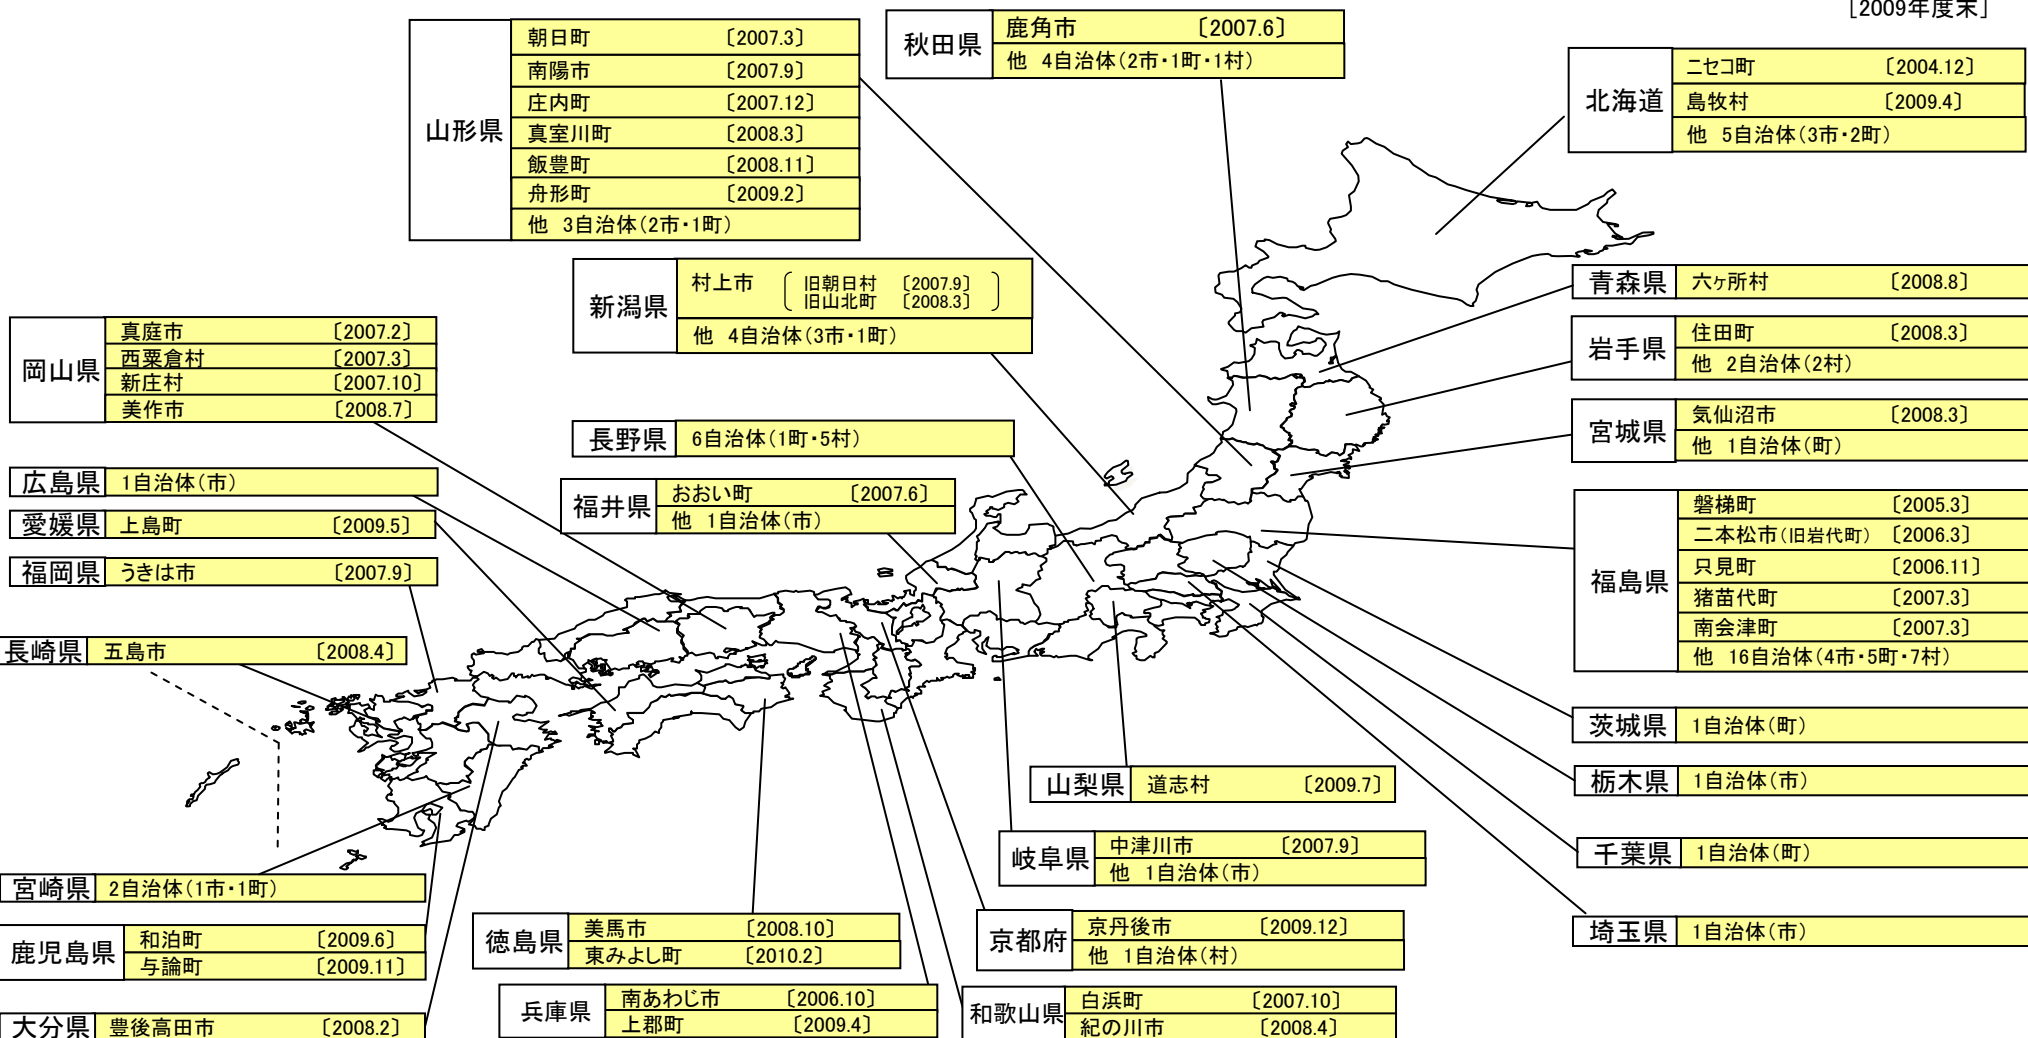 ［2009年度末］
山形県
朝日町 〔2007.3〕
南陽市 〔2007.9〕
庄内町 〔2007.12〕
真室川町 〔2008.3〕
飯豊町 〔2008.11〕
舟形町 〔2009.2〕
他 3自治体（2市・1町）
秋田県
鹿角市 〔2007.6〕
他 4自治体（2市・1町・1村）
北海道
ニセコ町 〔2004.12〕
島牧村 〔2009.4〕
他 5自治体（3市・2町）
新潟県
村上市
旧朝日村 〔2007.9〕
旧山北町 〔2008.3〕
他 4自治体（3市・1町）
青森県
六ヶ所村 〔2008.8〕
岩手県
住田町 〔2008.3〕
他 2自治体（2村）
宮城県
気仙沼市 〔2008.3〕
他 1自治体（町）
岡山県
真庭市 〔2007.2〕
西粟倉村 〔2007.3〕
新庄村 〔2007.10〕
美作市 〔2008.7〕
長野県
6自治体（1町・5村）
広島県
1自治体（市）
愛媛県
上島町 〔2009.5〕
福岡県
うきは市 〔2007.9〕
長崎県
五島市 〔2008.4〕
福井県
おおい町 〔2007.6〕
他 1自治体（市）
福島県
磐梯町 〔2005.3〕
二本松市（旧岩代町） 〔2006.3〕
只見町 〔2006.11〕
猪苗代町 〔2007.3〕
南会津町 〔2007.3〕
他 16自治体（4市・5町・7村）
茨城県
1自治体（町）
栃木県
1自治体（市）
千葉県
1自治体（町）
埼玉県
1自治体（市）
山梨県
道志村 〔2009.7〕
岐阜県
中津川市 〔2007.9〕
他 1自治体（市）
京都府
京丹後市 〔2009.12〕
他 1自治体（村）
和歌山県
白浜町 〔2007.10〕
紀の川市 〔2008.4〕
宮崎県
2自治体（1市・1町）
鹿児島県
和泊町 〔2009.6〕
与論町 〔2009.11〕
大分県
豊後高田市 〔2008.2〕
徳島県
美馬市 〔2008.10〕
東みよし町 〔2010.2〕
兵庫県
南あわじ市 〔2006.10〕
上郡町 〔2009.4〕